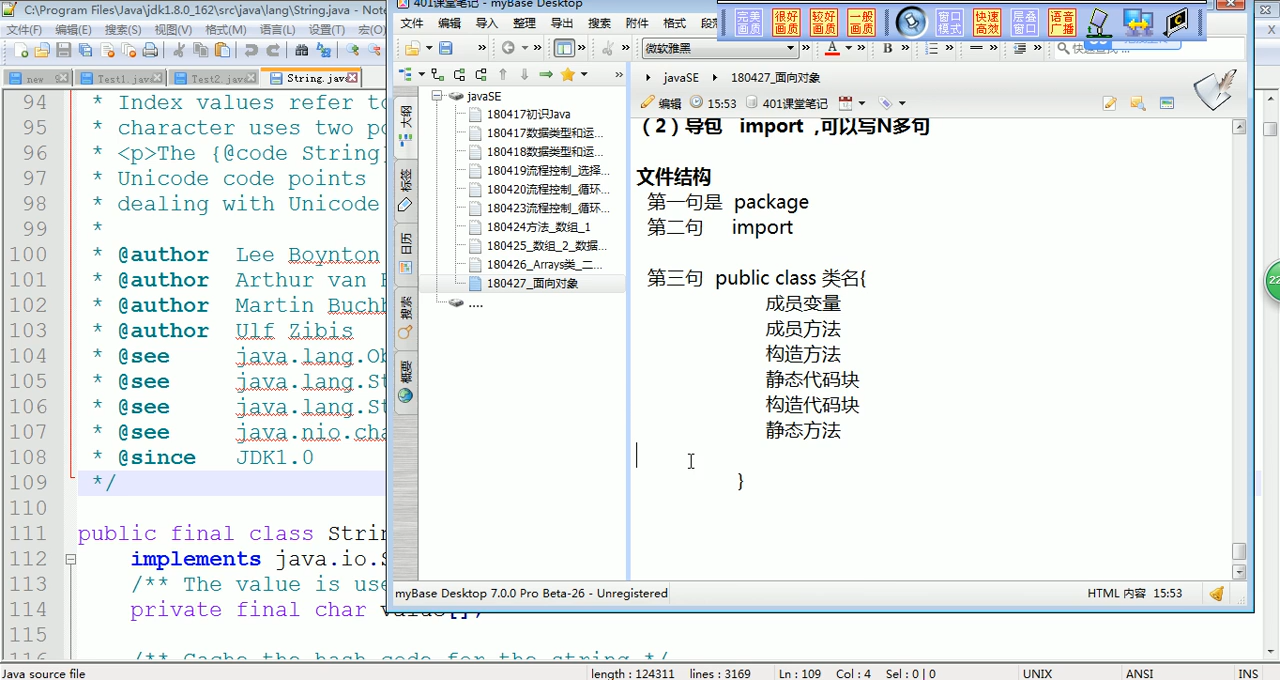 C:\Program Files\Java\jdk1.8.0_162\src\java\lang\String.java - Note
文件(F) 编辑(E) 搜索(S) 视图(V) 格式(M) 语言(L) 设置(T) 宏(O)
new Test1.java Test2.java String.java
94 * Index values refer to
95 * character uses two po
96 * <p>The {@code String}
97 * Unicode code points
98 * dealing with Unicode
99 *
100 * @author Lee Boynton
101 * @author Arthur van H
102 * @author Martin Buchh
103 * @author Ulf Zibis
104 * @see java.lang.Ob
105 * @see java.lang.St
106 * @see java.lang.St
107 * @see java.nio.cha
108 * @since JDK1.0
109 */
110
111 public final class Strin
112 implements java.io.S
113 /** The value is use
114 private final char value[];
115
116 /** Cache the hash code for the string */
Java source file length : 124311 lines : 3169 Ln : 109 Col : 4 Sel : 0 | 0 UNIX ANSI INS
401课堂笔记 - myBase Desktop
文件 编辑 导入 整理 导出 搜索 附件 格式 段
完美画质 很好画质 较好画质 一般画质 窗口模式 快速高效 层叠窗口 语音广播
微软雅黑
大纲
标签
日历
搜索
概要
javaSE
180417初识Java
180417数据类型和运...
180418数据类型和运...
180419流程控制_选择...
180420流程控制_循环...
180423流程控制_循环...
180424方法_数组_1
180425_数组_2_数据...
180426_Arrays类_二...
180427_面向对象
....
javaSE 180427_面向对象
编辑 15:53 401课堂笔记
（2）导包 import ,可以写N多句
文件结构
第一句是 package
第二句 import
第三句 public class 类名{
成员变量
成员方法
构造方法
静态代码块
构造代码块
静态方法
}
myBase Desktop 7.0.0 Pro Beta-26 - Unregistered HTML 内容 15:53
22